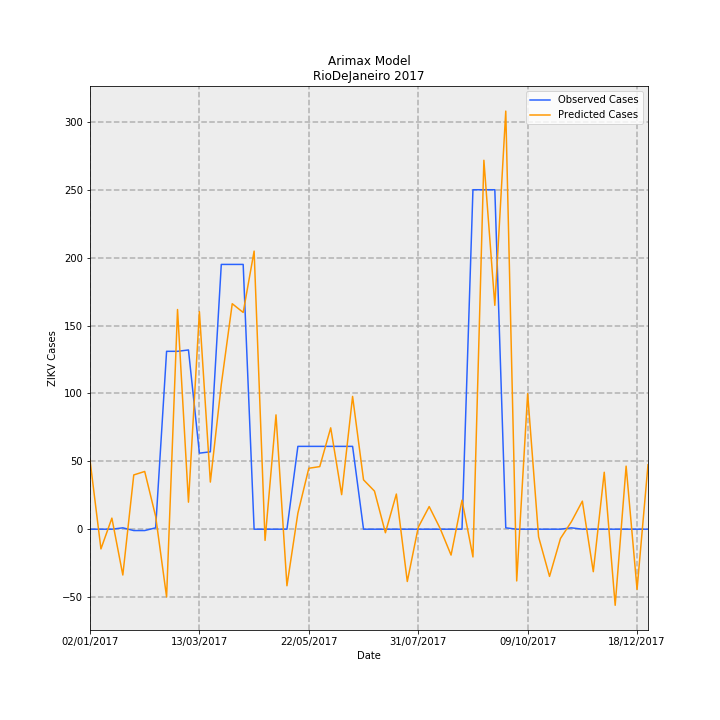 Arimax Model
RioDeJaneiro 2017
Observed Cases
Predicted Cases
ZIKV Cases
300
250
200
150
100
50
0
−50
02/01/2017
13/03/2017
22/05/2017
31/07/2017
09/10/2017
18/12/2017
Date